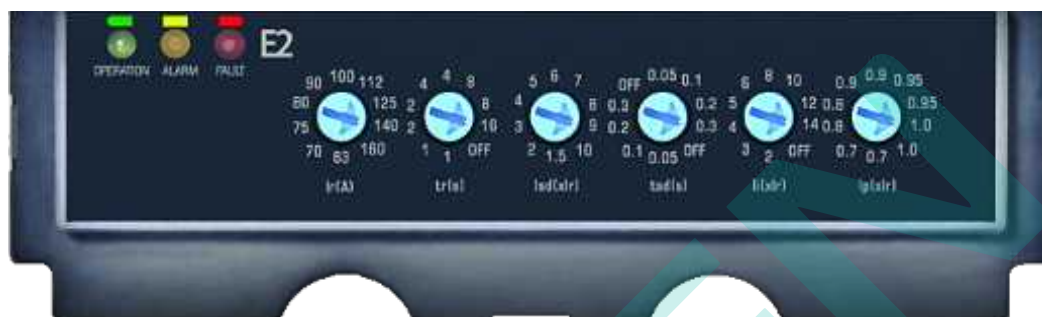 E2
OPERATION ALARM FAULT
63 70 75 80 90 100 112 125 140 160
Ir(A)
1 1 2 2 4 4 8 8 16 OFF
tr(s)
1.5 2 3 4 5 6 7 8 9 10
Isd(xIr)
0.05 0.1 0.2 0.3 OFF 0.05 0.1 0.2 0.3 OFF
tsd(s)
2 3 4 5 6 8 10 12 14 OFF
Ii(xIr)
0.7 0.7 0.8 0.8 0.9 0.9 0.95 0.95 1.0 1.0
Ip(xIr)